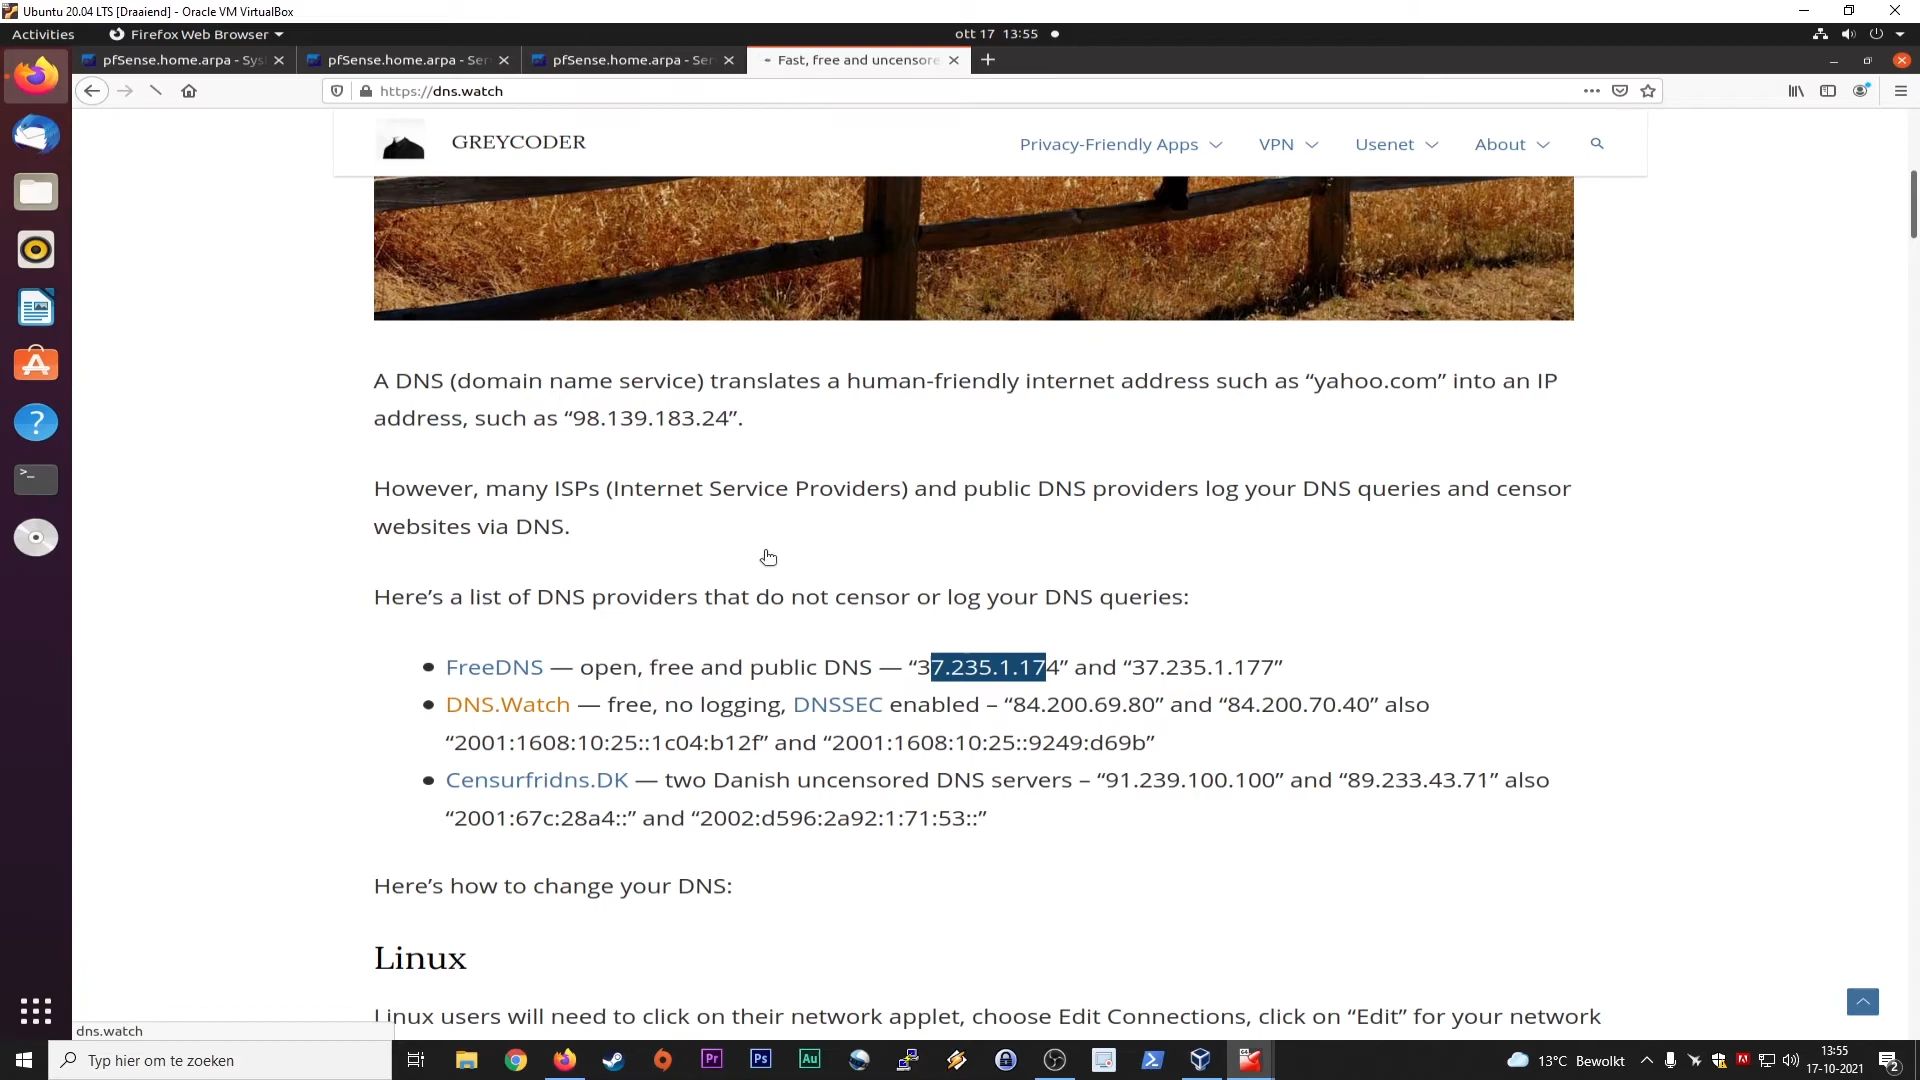 Ubuntu 20.04 LTS [Draaiend] - Oracle VM VirtualBox
Activities Firefox Web Browser ott 17 13:55
pfSense.home.arpa - Sys pfSense.home.arpa - Ser pfSense.home.arpa - Ser Fast, free and uncensore
https://dns.watch
GREYCODER Privacy-Friendly Apps VPN Usenet About
A DNS (domain name service) translates a human-friendly internet address such as “yahoo.com” into an IP
address, such as “98.139.183.24”.
However, many ISPs (Internet Service Providers) and public DNS providers log your DNS queries and censor
websites via DNS.
Here’s a list of DNS providers that do not censor or log your DNS queries:
FreeDNS — open, free and public DNS — “37.235.1.174” and “37.235.1.177”
DNS.Watch — free, no logging, DNSSEC enabled – “84.200.69.80” and “84.200.70.40” also
“2001:1608:10:25::1c04:b12f” and “2001:1608:10:25::9249:d69b”
Censurfridns.DK — two Danish uncensored DNS servers – “91.239.100.100” and “89.233.43.71” also
“2001:67c:28a4::” and “2002:d596:2a92:1:71:53::”
Here’s how to change your DNS:
Linux
Linux users will need to click on their network applet, choose Edit Connections, click on “Edit” for your network
dns.watch
Typ hier om te zoeken Pr Ps Au 13°C Bewolkt 13:55
17-10-2021 2